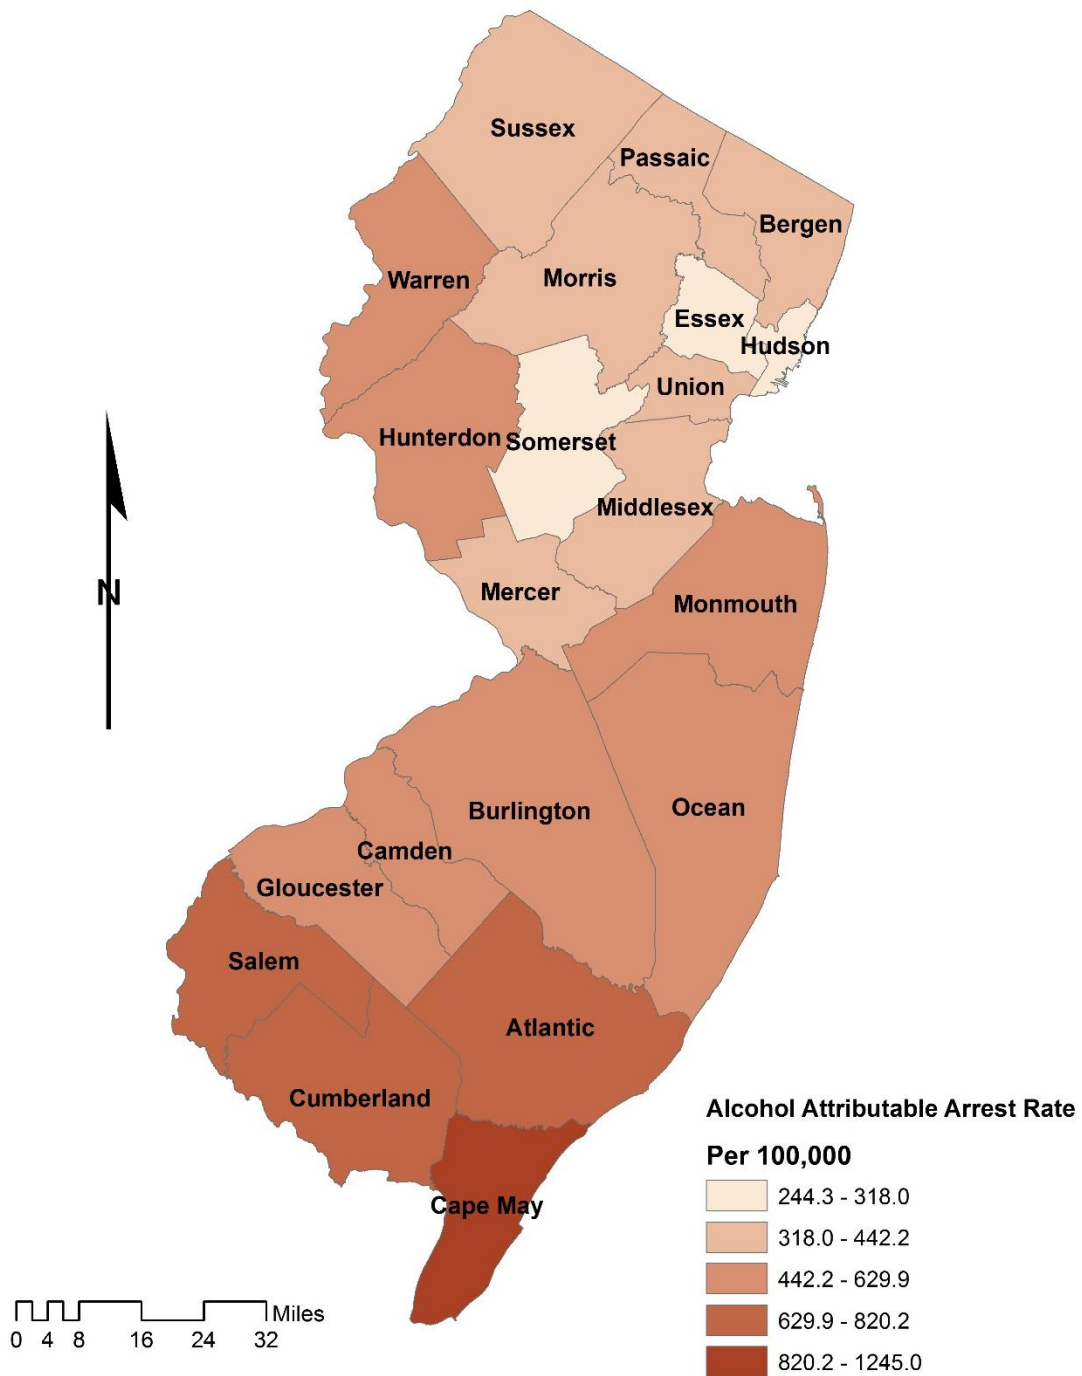 Sussex
Passaic
Bergen
Warren
Morris
Essex
Hudson
Union
Hunterdon
Somerset
Middlesex
N
Mercer
Monmouth
Burlington
Ocean
Camden
Gloucester
Salem
Atlantic
Cumberland
Cape May
Alcohol Attributable Arrest Rate
Per 100,000
244.3 - 318.0
318.0 - 442.2
442.2 - 629.9
629.9 - 820.2
820.2 - 1245.0
Miles
0 4 8 16 24 32